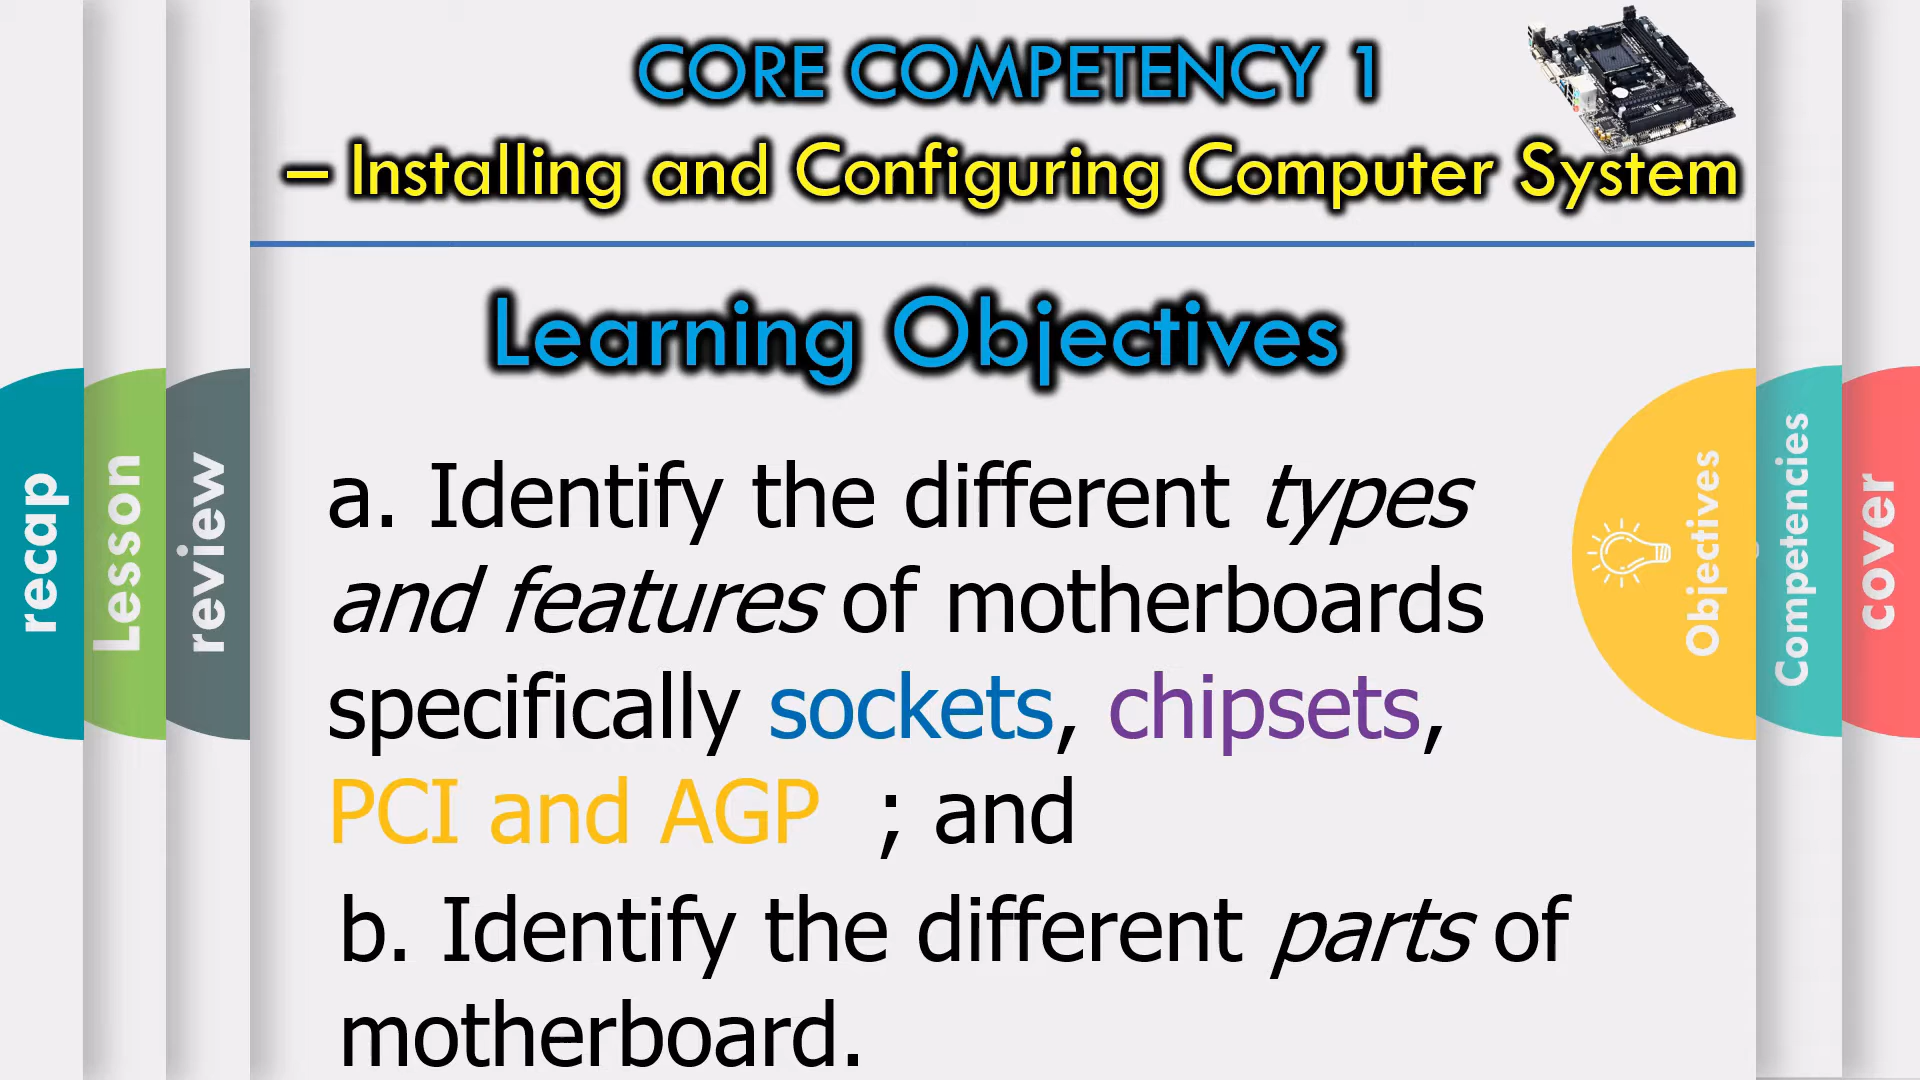 CORE COMPETENCY 1
– Installing and Configuring Computer System
Learning Objectives
a. Identify the different types
and features of motherboards
specifically sockets, chipsets,
PCI and AGP ; and
b. Identify the different parts of
motherboard.
recap
Lesson
review
Objectives
Competencies
cover